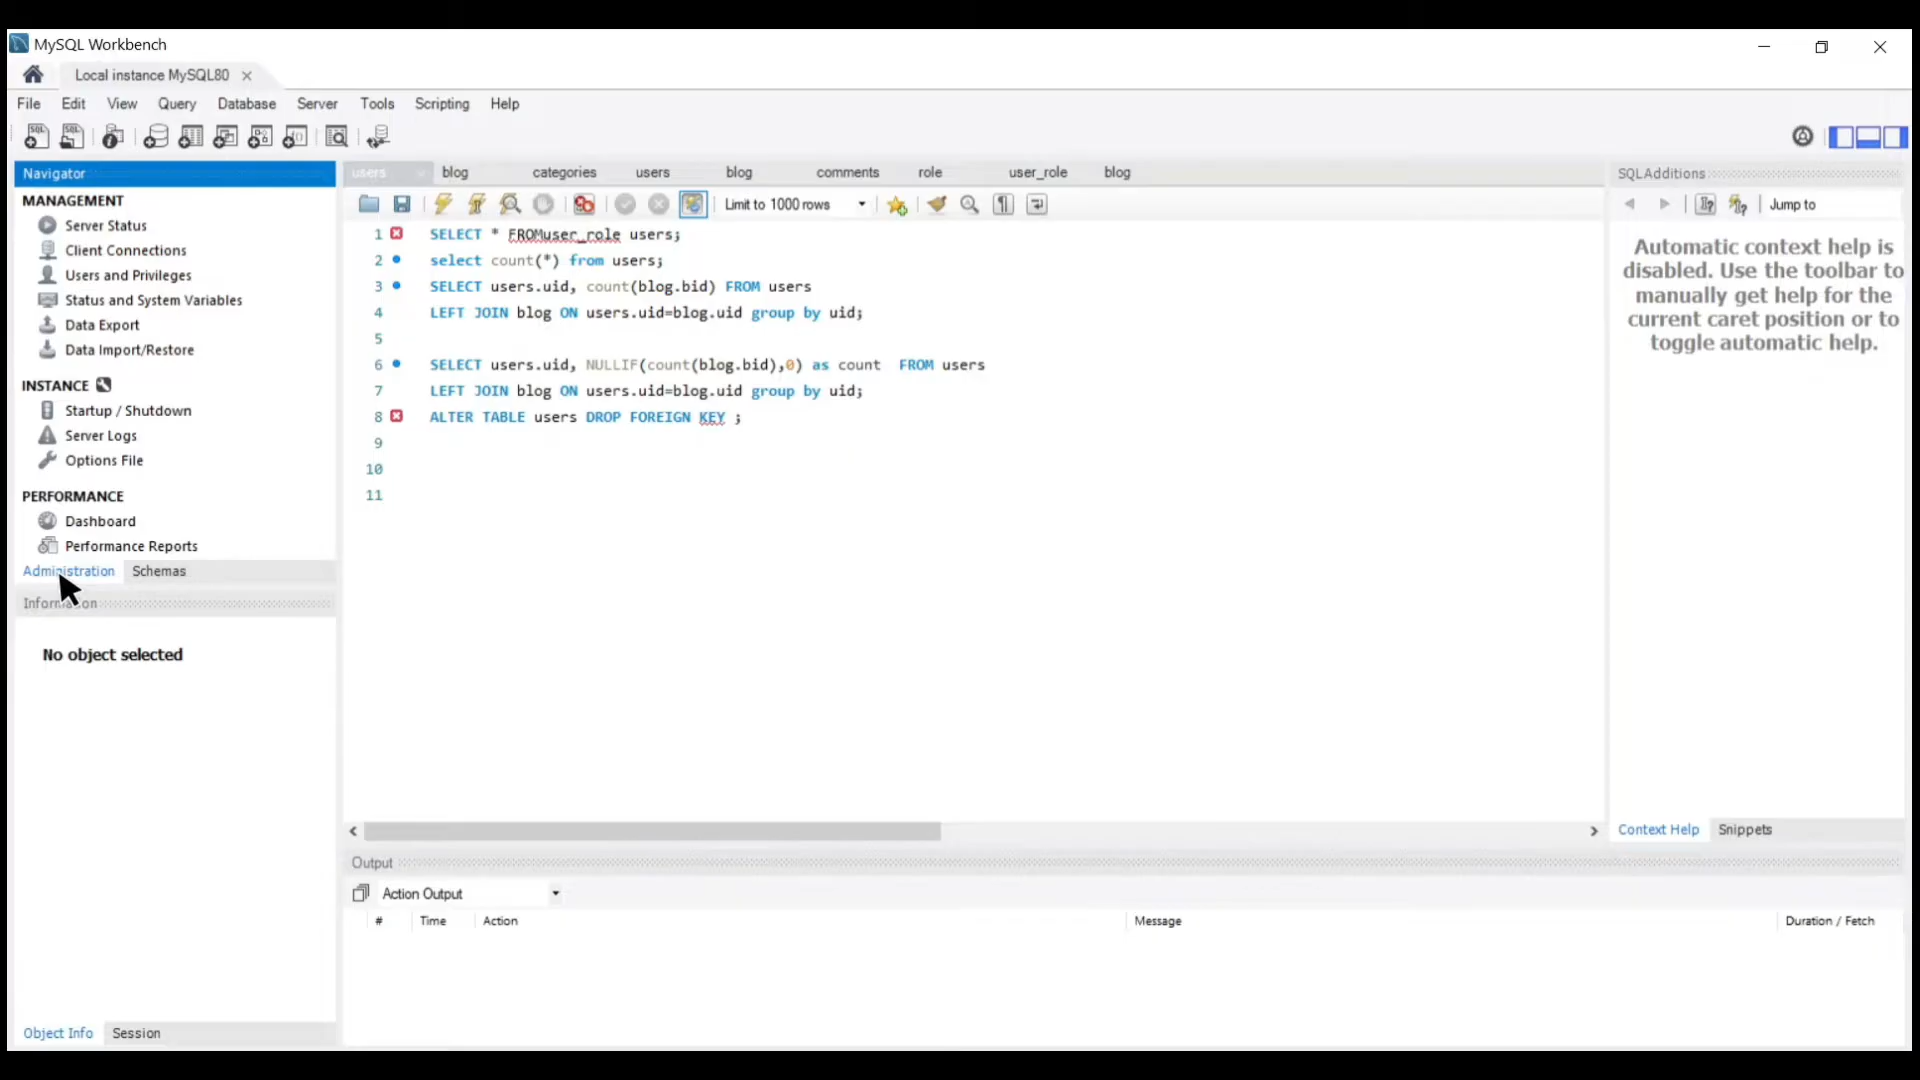 MySQL Workbench
Local instance MySQL80
File Edit View Query Database Server Tools Scripting Help
Navigator
MANAGEMENT
Server Status
Client Connections
Users and Privileges
Status and System Variables
Data Export
Data Import/Restore
INSTANCE
Startup / Shutdown
Server Logs
Options File
PERFORMANCE
Dashboard
Performance Reports
Administration Schemas
Information
No object selected
Object Info Session
users blog categories users blog comments role user_role blog
Limit to 1000 rows
1 SELECT * FROMuser_role users;
2 select count(*) from users;
3 SELECT users.uid, count(blog.bid) FROM users
4 LEFT JOIN blog ON users.uid=blog.uid group by uid;
5
6 SELECT users.uid, NULLIF(count(blog.bid),0) as count FROM users
7 LEFT JOIN blog ON users.uid=blog.uid group by uid;
8 ALTER TABLE users DROP FOREIGN KEY ;
9
10
11
Output
Action Output
# Time Action Message Duration / Fetch
SQLAdditions
Jump to
Automatic context help is
disabled. Use the toolbar to
manually get help for the
current caret position or to
toggle automatic help.
Context Help Snippets